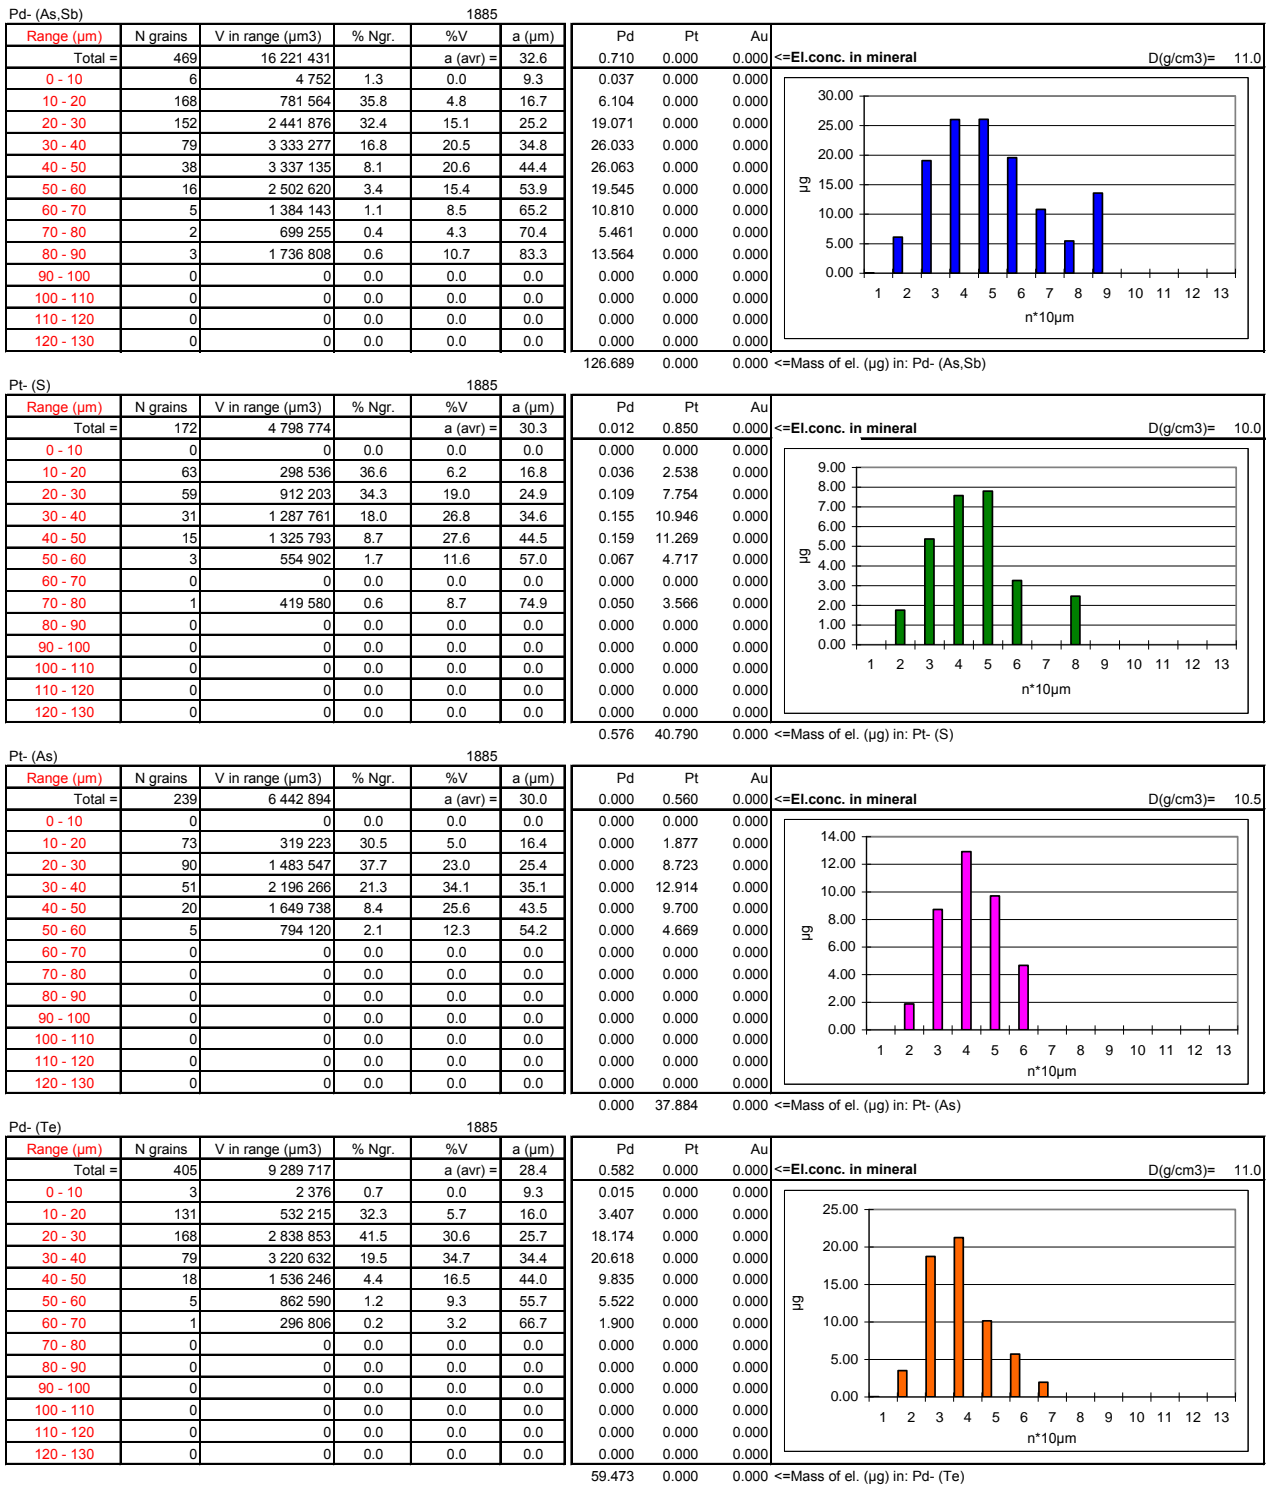 Pd- (As,Sb) 1885
Range (µm) N grains V in range (µm3) % Ngr. %V a (µm) Pd Pt Au
Total = 469 16 221 431 a (avr) = 32.6 0.710 0.000 0.000 <=El.conc. in mineral D(g/cm3)= 11.0
0 - 10 6 4 752 1.3 0.0 9.3 0.037 0.000 0.000
10 - 20 168 781 564 35.8 4.8 16.7 6.104 0.000 0.000
20 - 30 152 2 441 876 32.4 15.1 25.2 19.071 0.000 0.000
30 - 40 79 3 333 277 16.8 20.5 34.8 26.033 0.000 0.000
40 - 50 38 3 337 135 8.1 20.6 44.4 26.063 0.000 0.000
50 - 60 16 2 502 620 3.4 15.4 53.9 19.545 0.000 0.000
60 - 70 5 1 384 143 1.1 8.5 65.2 10.810 0.000 0.000
70 - 80 2 699 255 0.4 4.3 70.4 5.461 0.000 0.000
80 - 90 3 1 736 808 0.6 10.7 83.3 13.564 0.000 0.000
90 - 100 0 0 0.0 0.0 0.0 0.000 0.000 0.000
100 - 110 0 0 0.0 0.0 0.0 0.000 0.000 0.000
110 - 120 0 0 0.0 0.0 0.0 0.000 0.000 0.000
120 - 130 0 0 0.0 0.0 0.0 0.000 0.000 0.000
126.689 0.000 0.000 <=Mass of el. (µg) in: Pd- (As,Sb)
30.00
25.00
20.00
15.00
10.00
5.00
0.00
µg
1 2 3 4 5 6 7 8 9 10 11 12 13
n*10µm
Pt- (S) 1885
Range (µm) N grains V in range (µm3) % Ngr. %V a (µm) Pd Pt Au
Total = 172 4 798 774 a (avr) = 30.3 0.012 0.850 0.000 <=El.conc. in mineral D(g/cm3)= 10.0
0 - 10 0 0 0.0 0.0 0.0 0.000 0.000 0.000
10 - 20 63 298 536 36.6 6.2 16.8 0.036 2.538 0.000
20 - 30 59 912 203 34.3 19.0 24.9 0.109 7.754 0.000
30 - 40 31 1 287 761 18.0 26.8 34.6 0.155 10.946 0.000
40 - 50 15 1 325 793 8.7 27.6 44.5 0.159 11.269 0.000
50 - 60 3 554 902 1.7 11.6 57.0 0.067 4.717 0.000
60 - 70 0 0 0.0 0.0 0.0 0.000 0.000 0.000
70 - 80 1 419 580 0.6 8.7 74.9 0.050 3.566 0.000
80 - 90 0 0 0.0 0.0 0.0 0.000 0.000 0.000
90 - 100 0 0 0.0 0.0 0.0 0.000 0.000 0.000
100 - 110 0 0 0.0 0.0 0.0 0.000 0.000 0.000
110 - 120 0 0 0.0 0.0 0.0 0.000 0.000 0.000
120 - 130 0 0 0.0 0.0 0.0 0.000 0.000 0.000
0.576 40.790 0.000 <=Mass of el. (µg) in: Pt- (S)
9.00
8.00
7.00
6.00
5.00
4.00
3.00
2.00
1.00
0.00
µg
1 2 3 4 5 6 7 8 9 10 11 12 13
n*10µm
Pt- (As) 1885
Range (µm) N grains V in range (µm3) % Ngr. %V a (µm) Pd Pt Au
Total = 239 6 442 894 a (avr) = 30.0 0.000 0.560 0.000 <=El.conc. in mineral D(g/cm3)= 10.5
0 - 10 0 0 0.0 0.0 0.0 0.000 0.000 0.000
10 - 20 73 319 223 30.5 5.0 16.4 0.000 1.877 0.000
20 - 30 90 1 483 547 37.7 23.0 25.4 0.000 8.723 0.000
30 - 40 51 2 196 266 21.3 34.1 35.1 0.000 12.914 0.000
40 - 50 20 1 649 738 8.4 25.6 43.5 0.000 9.700 0.000
50 - 60 5 794 120 2.1 12.3 54.2 0.000 4.669 0.000
60 - 70 0 0 0.0 0.0 0.0 0.000 0.000 0.000
70 - 80 0 0 0.0 0.0 0.0 0.000 0.000 0.000
80 - 90 0 0 0.0 0.0 0.0 0.000 0.000 0.000
90 - 100 0 0 0.0 0.0 0.0 0.000 0.000 0.000
100 - 110 0 0 0.0 0.0 0.0 0.000 0.000 0.000
110 - 120 0 0 0.0 0.0 0.0 0.000 0.000 0.000
120 - 130 0 0 0.0 0.0 0.0 0.000 0.000 0.000
0.000 37.884 0.000 <=Mass of el. (µg) in: Pt- (As)
14.00
12.00
10.00
8.00
6.00
4.00
2.00
0.00
µg
1 2 3 4 5 6 7 8 9 10 11 12 13
n*10µm
Pd- (Te) 1885
Range (µm) N grains V in range (µm3) % Ngr. %V a (µm) Pd Pt Au
Total = 405 9 289 717 a (avr) = 28.4 0.582 0.000 0.000 <=El.conc. in mineral D(g/cm3)= 11.0
0 - 10 3 2 376 0.7 0.0 9.3 0.015 0.000 0.000
10 - 20 131 532 215 32.3 5.7 16.0 3.407 0.000 0.000
20 - 30 168 2 838 853 41.5 30.6 25.7 18.174 0.000 0.000
30 - 40 79 3 220 632 19.5 34.7 34.4 20.618 0.000 0.000
40 - 50 18 1 536 246 4.4 16.5 44.0 9.835 0.000 0.000
50 - 60 5 862 590 1.2 9.3 55.7 5.522 0.000 0.000
60 - 70 1 296 806 0.2 3.2 66.7 1.900 0.000 0.000
70 - 80 0 0 0.0 0.0 0.0 0.000 0.000 0.000
80 - 90 0 0 0.0 0.0 0.0 0.000 0.000 0.000
90 - 100 0 0 0.0 0.0 0.0 0.000 0.000 0.000
100 - 110 0 0 0.0 0.0 0.0 0.000 0.000 0.000
110 - 120 0 0 0.0 0.0 0.0 0.000 0.000 0.000
120 - 130 0 0 0.0 0.0 0.0 0.000 0.000 0.000
59.473 0.000 0.000 <=Mass of el. (µg) in: Pd- (Te)
25.00
20.00
15.00
10.00
5.00
0.00
µg
1 2 3 4 5 6 7 8 9 10 11 12 13
n*10µm